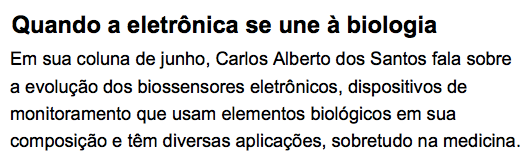 Quando a eletrônica se une à biologia
Em sua coluna de junho, Carlos Alberto dos Santos fala sobre
a evolução dos biossensores eletrônicos, dispositivos de
monitoramento que usam elementos biológicos em sua
composição e têm diversas aplicações, sobretudo na medicina.